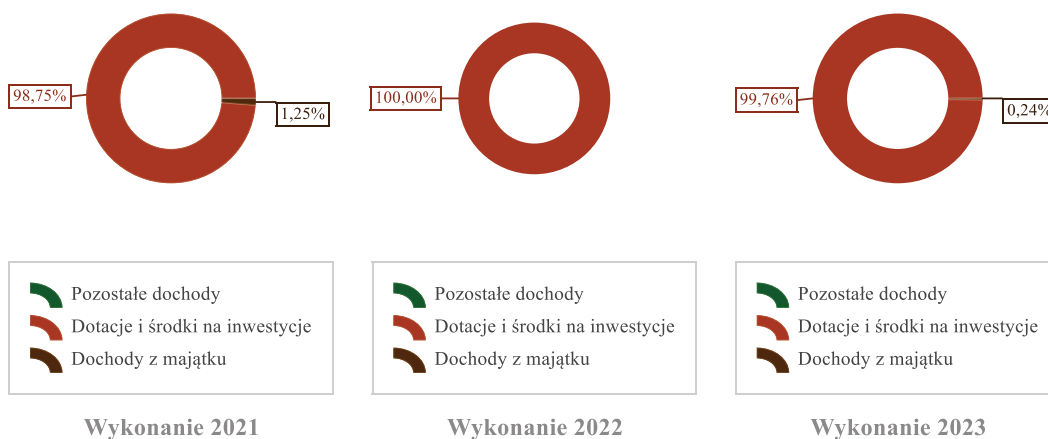 98,75%
1,25%
100,00%
99,76%
0,24%
Pozostałe dochody
Dotacje i środki na inwestycje
Dochody z majątku
Pozostałe dochody
Dotacje i środki na inwestycje
Dochody z majątku
Pozostałe dochody
Dotacje i środki na inwestycje
Dochody z majątku
Wykonanie 2021
Wykonanie 2022
Wykonanie 2023